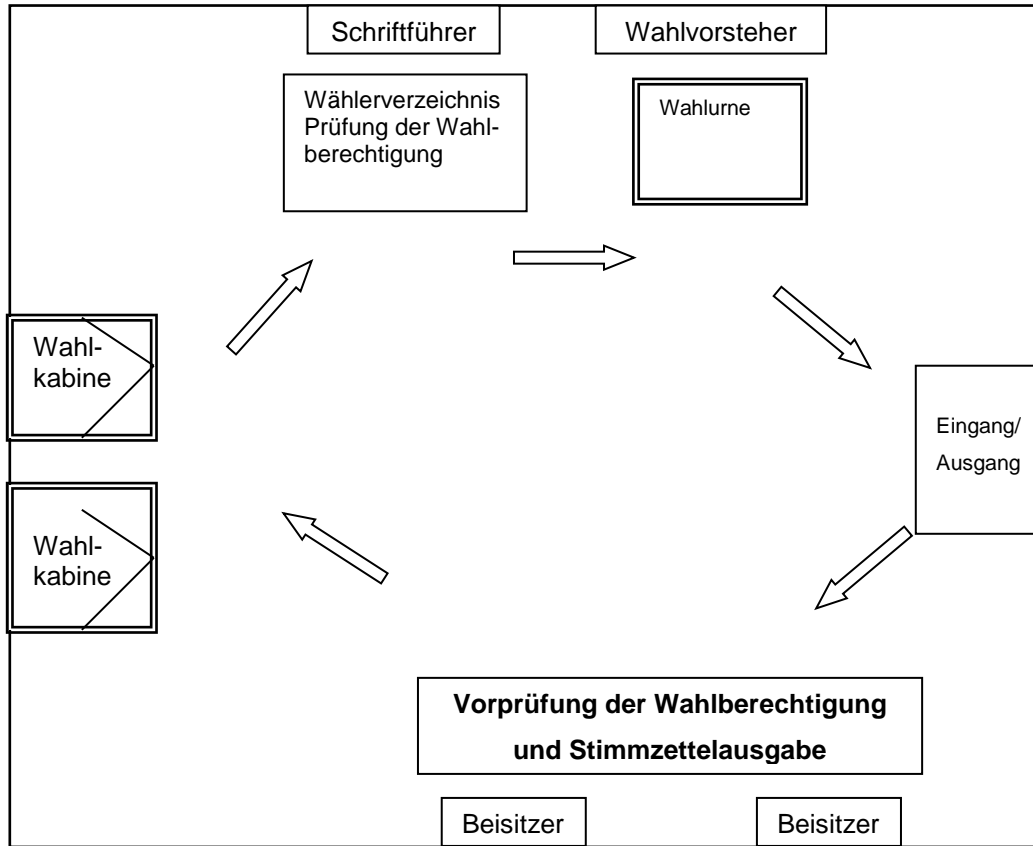 Schriftführer
Wahlvorsteher
Wählerverzeichnis
Prüfung der Wahl-
berechtigung
Wahlurne
Wahl-
kabine
Eingang/
Ausgang
Wahl-
kabine
Vorprüfung der Wahlberechtigung
und Stimmzettelausgabe
Beisitzer
Beisitzer